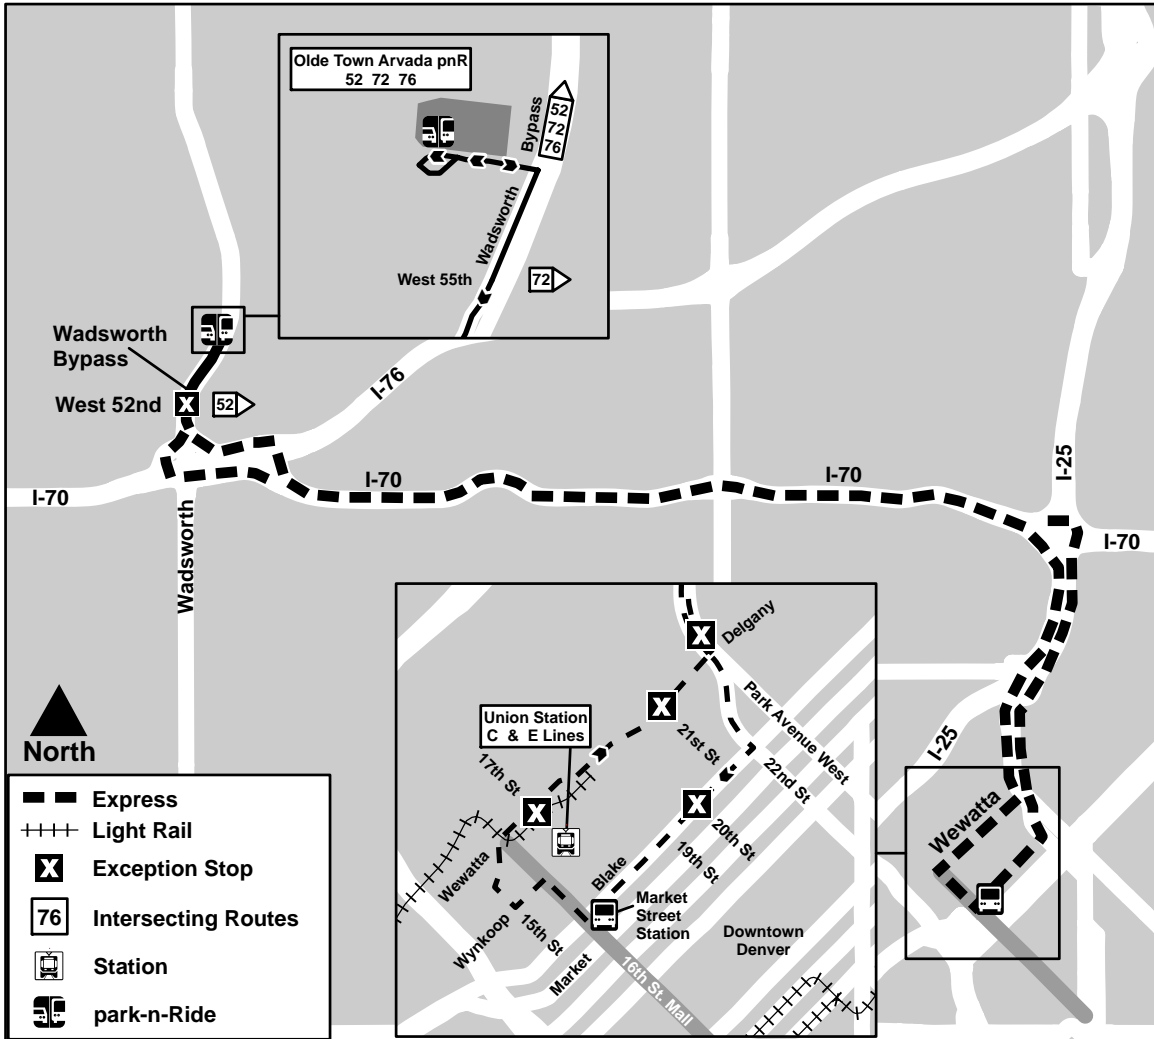 Olde Town Arvada pnR
52 72 76
Bypass
52
72
76
Wadsworth
West 55th
72
Wadsworth
Bypass
West 52nd
X
52
I-76
I-70
I-70
I-70
I-25
I-70
Wadsworth
X
Delgany
X
Park Avenue West
Union Station
C & E Lines
21st St
22nd St
17th St
X
X
20th St
19th St
Wewatta
Blake
Market
Street
Station
Wynkoop
15th St
Market
16th St. Mall
Downtown
Denver
I-25
Wewatta
North
Express
Light Rail
X
Exception Stop
76
Intersecting Routes
Station
park-n-Ride